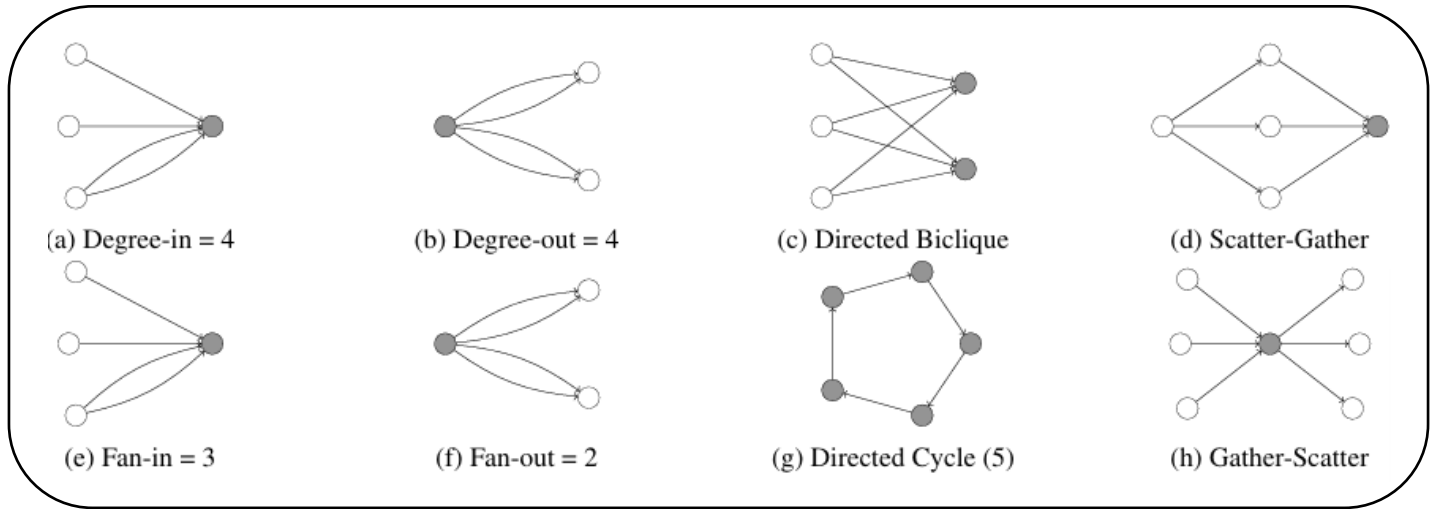 (a) Degree-in = 4
(b) Degree-out = 4
(c) Directed Biclique
(d) Scatter-Gather
(e) Fan-in = 3
(f) Fan-out = 2
(g) Directed Cycle (5)
(h) Gather-Scatter